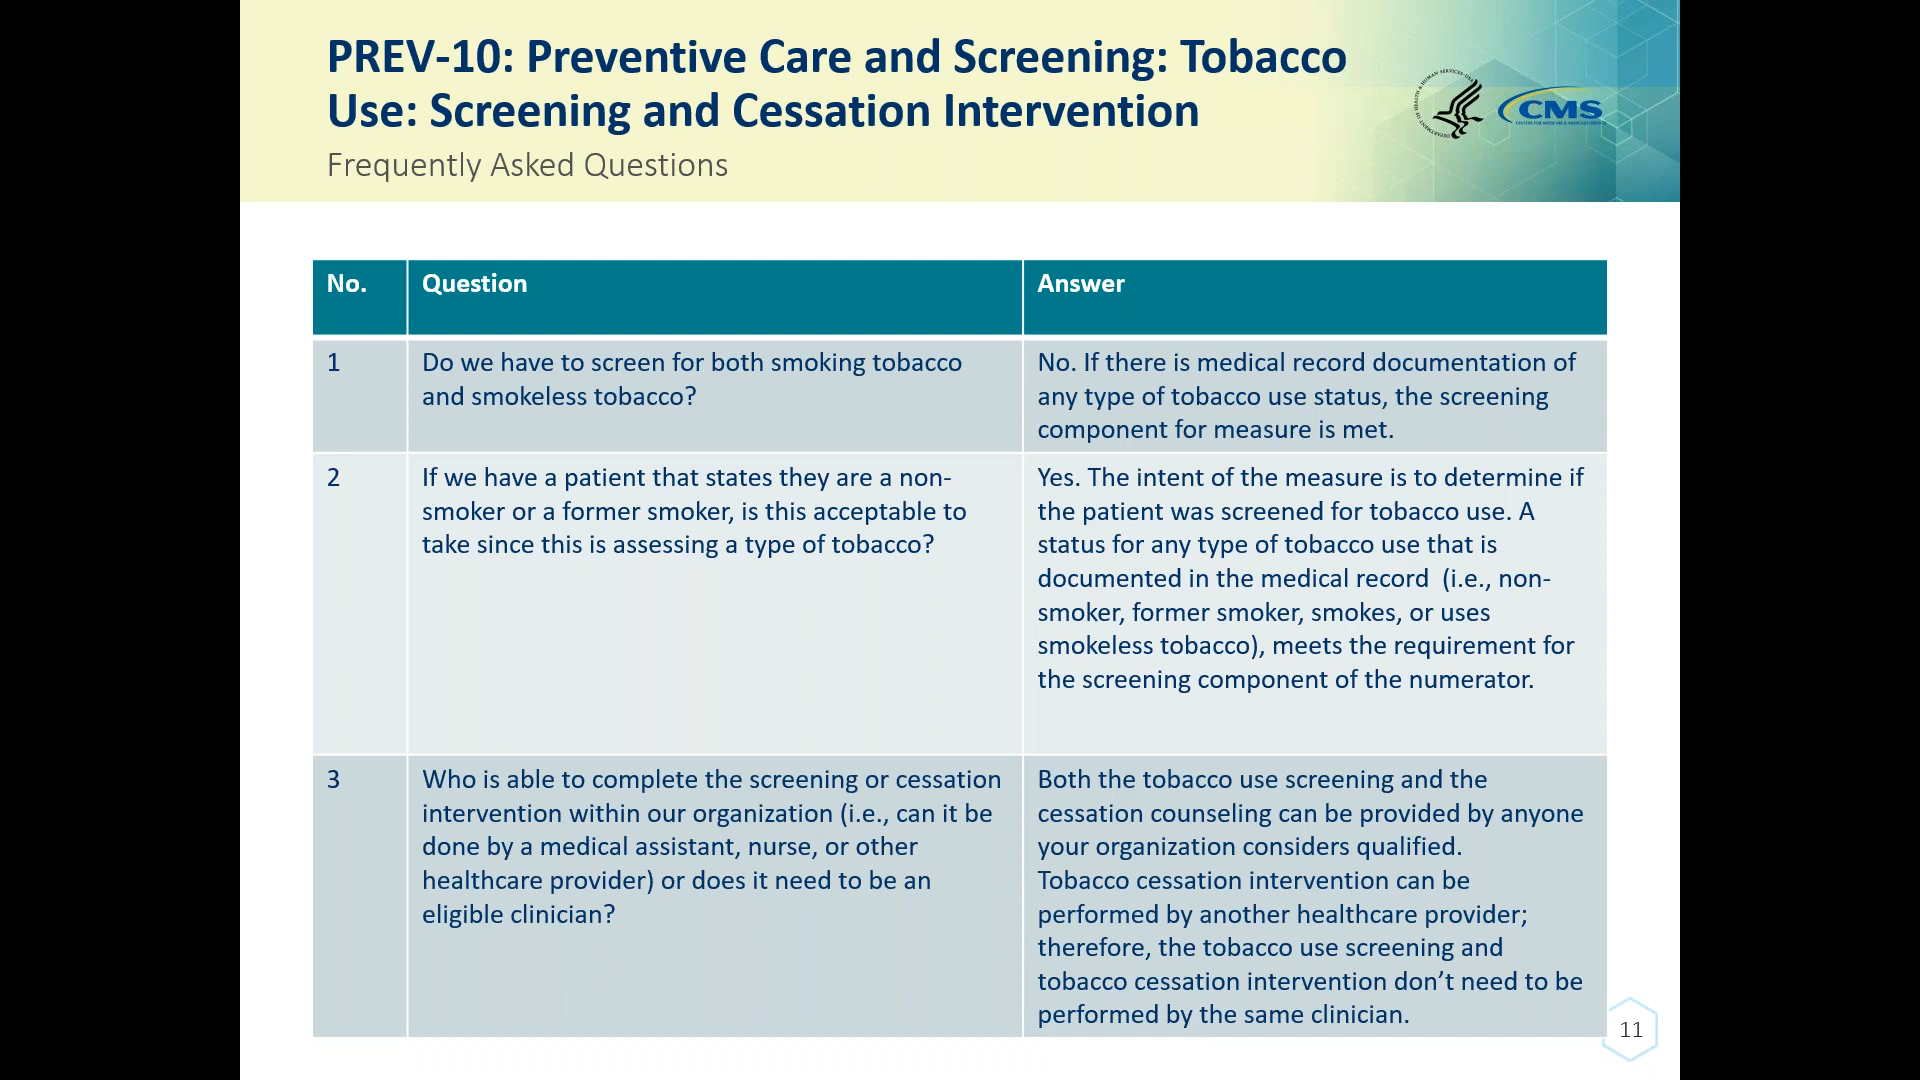 PREV-10: Preventive Care and Screening: Tobacco
Use: Screening and Cessation Intervention
Frequently Asked Questions
DEPARTMENT OF HEALTH & HUMAN SERVICES • USA
CMS
CENTERS FOR MEDICARE & MEDICAID SERVICES
No.
Question
Answer
1
Do we have to screen for both smoking tobacco
and smokeless tobacco?
No. If there is medical record documentation of
any type of tobacco use status, the screening
component for measure is met.
2
If we have a patient that states they are a non-
smoker or a former smoker, is this acceptable to
take since this is assessing a type of tobacco?
Yes. The intent of the measure is to determine if
the patient was screened for tobacco use. A
status for any type of tobacco use that is
documented in the medical record  (i.e., non-
smoker, former smoker, smokes, or uses
smokeless tobacco), meets the requirement for
the screening component of the numerator.
3
Who is able to complete the screening or cessation
intervention within our organization (i.e., can it be
done by a medical assistant, nurse, or other
healthcare provider) or does it need to be an
eligible clinician?
Both the tobacco use screening and the
cessation counseling can be provided by anyone
your organization considers qualified.
Tobacco cessation intervention can be
performed by another healthcare provider;
therefore, the tobacco use screening and
tobacco cessation intervention don’t need to be
performed by the same clinician.
11